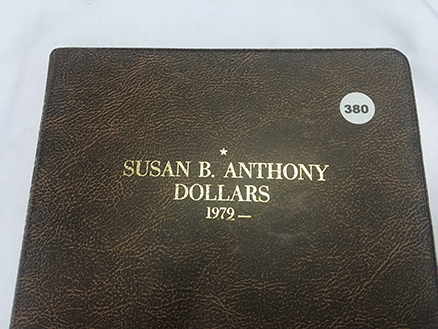 380
SUSAN B. ANTHONY
DOLLARS
1979 —